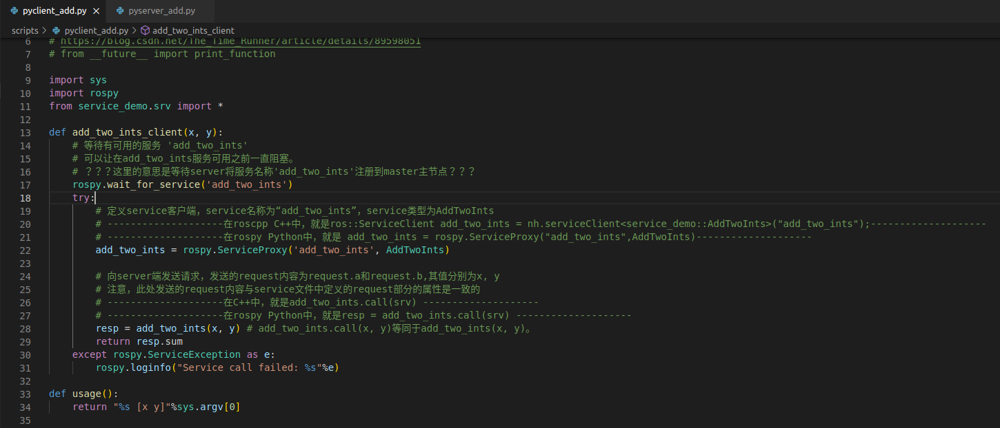 pyclient_add.py
pyserver_add.py
scripts > pyclient_add.py > add_two_ints_client
6 # https://blog.csdn.net/The_Time_Runner/article/details/89598051
7 # from __future__ import print_function
8
9 import sys
10 import rospy
11 from service_demo.srv import *
12
13 def add_two_ints_client(x, y):
14 # 等待有可用的服务 'add_two_ints'
15 # 可以让在add_two_ints服务可用之前一直阻塞。
16 # ？？？这里的意思是等待server将服务名称'add_two_ints'注册到master主节点？？？
17 rospy.wait_for_service('add_two_ints')
18 try:
19 # 定义service客户端，service名称为“add_two_ints”，service类型为AddTwoInts
20 # --------------------在roscpp C++中，就是ros::ServiceClient add_two_ints = nh.serviceClient<service_demo::AddTwoInts>("add_two_ints");--------------------
21 # --------------------在rospy Python中，就是 add_two_ints = rospy.ServiceProxy("add_two_ints",AddTwoInts)--------------------
22 add_two_ints = rospy.ServiceProxy('add_two_ints', AddTwoInts)
23
24 # 向server端发送请求，发送的request内容为request.a和request.b,其值分别为x, y
25 # 注意，此处发送的request内容与service文件中定义的request部分的属性是一致的
26 # --------------------在C++中，就是add_two_ints.call(srv) --------------------
27 # --------------------在rospy Python中，就是resp = add_two_ints.call(srv) --------------------
28 resp = add_two_ints(x, y) # add_two_ints.call(x, y)等同于add_two_ints(x, y)。
29 return resp.sum
30 except rospy.ServiceException as e:
31 rospy.loginfo("Service call failed: %s"%e)
32
33 def usage():
34 return "%s [x y]"%sys.argv[0]
35